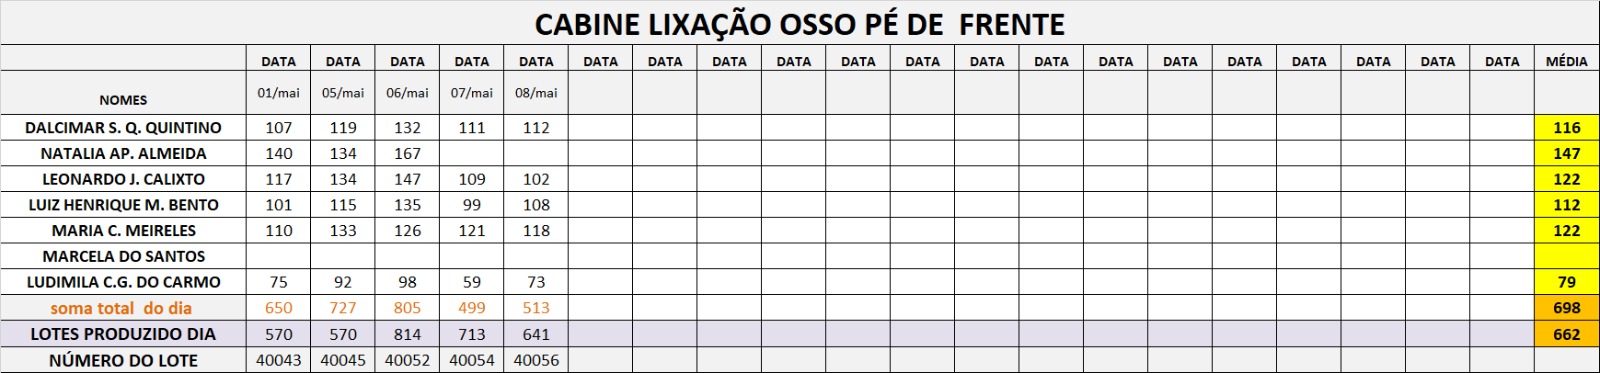 CABINE LIXAÇÃO OSSO PÉ DE FRENTE
DATA DATA DATA DATA DATA DATA DATA DATA DATA DATA DATA DATA DATA DATA DATA DATA DATA DATA DATA DATA MÉDIA
NOMES 01/mai 05/mai 06/mai 07/mai 08/mai
DALCIMAR S. Q. QUINTINO 107 119 132 111 112 116
NATALIA AP. ALMEIDA 140 134 167 147
LEONARDO J. CALIXTO 117 134 147 109 102 122
LUIZ HENRIQUE M. BENTO 101 115 135 99 108 112
MARIA C. MEIRELES 110 133 126 121 118 122
MARCELA DO SANTOS
LUDIMILA C.G. DO CARMO 75 92 98 59 73 79
soma total do dia 650 727 805 499 513 698
LOTES PRODUZIDO DIA 570 570 814 713 641 662
NÚMERO DO LOTE 40043 40045 40052 40054 40056